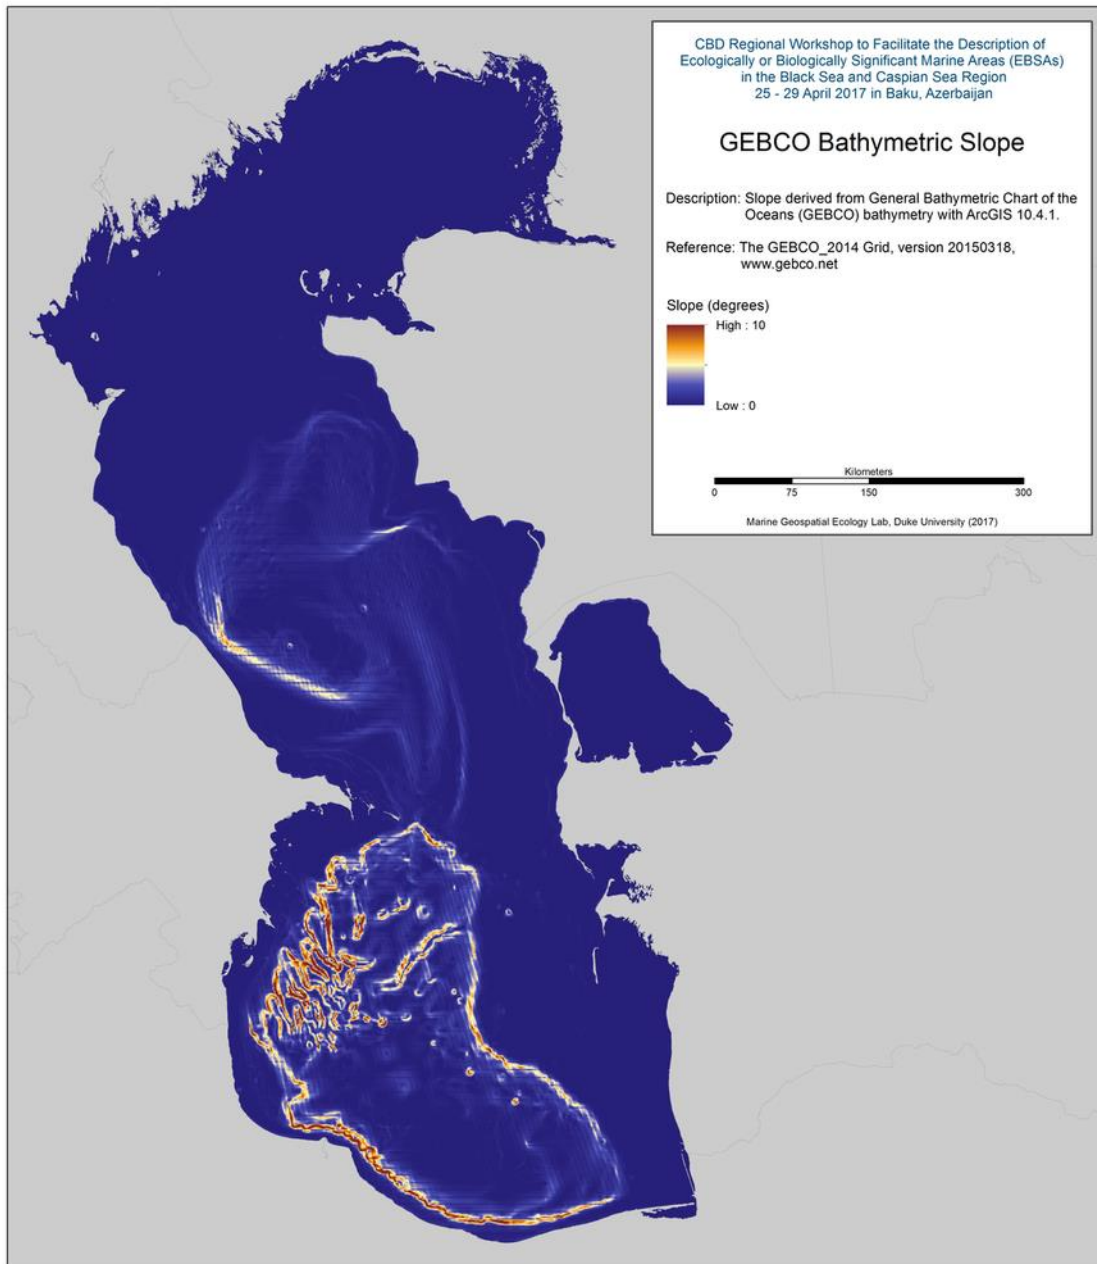 CBD Regional Workshop to Facilitate the Description of
Ecologically or Biologically Significant Marine Areas (EBSAs)
in the Black Sea and Caspian Sea Region
25 - 29 April 2017 in Baku, Azerbaijan
GEBCO Bathymetric Slope
Description: Slope derived from General Bathymetric Chart of the
Oceans (GEBCO) bathymetry with ArcGIS 10.4.1.
Reference: The GEBCO_2014 Grid, version 20150318,
www.gebco.net
Slope (degrees)
High : 10
Low : 0
Kilometers
0 75 150 300
Marine Geospatial Ecology Lab, Duke University (2017)